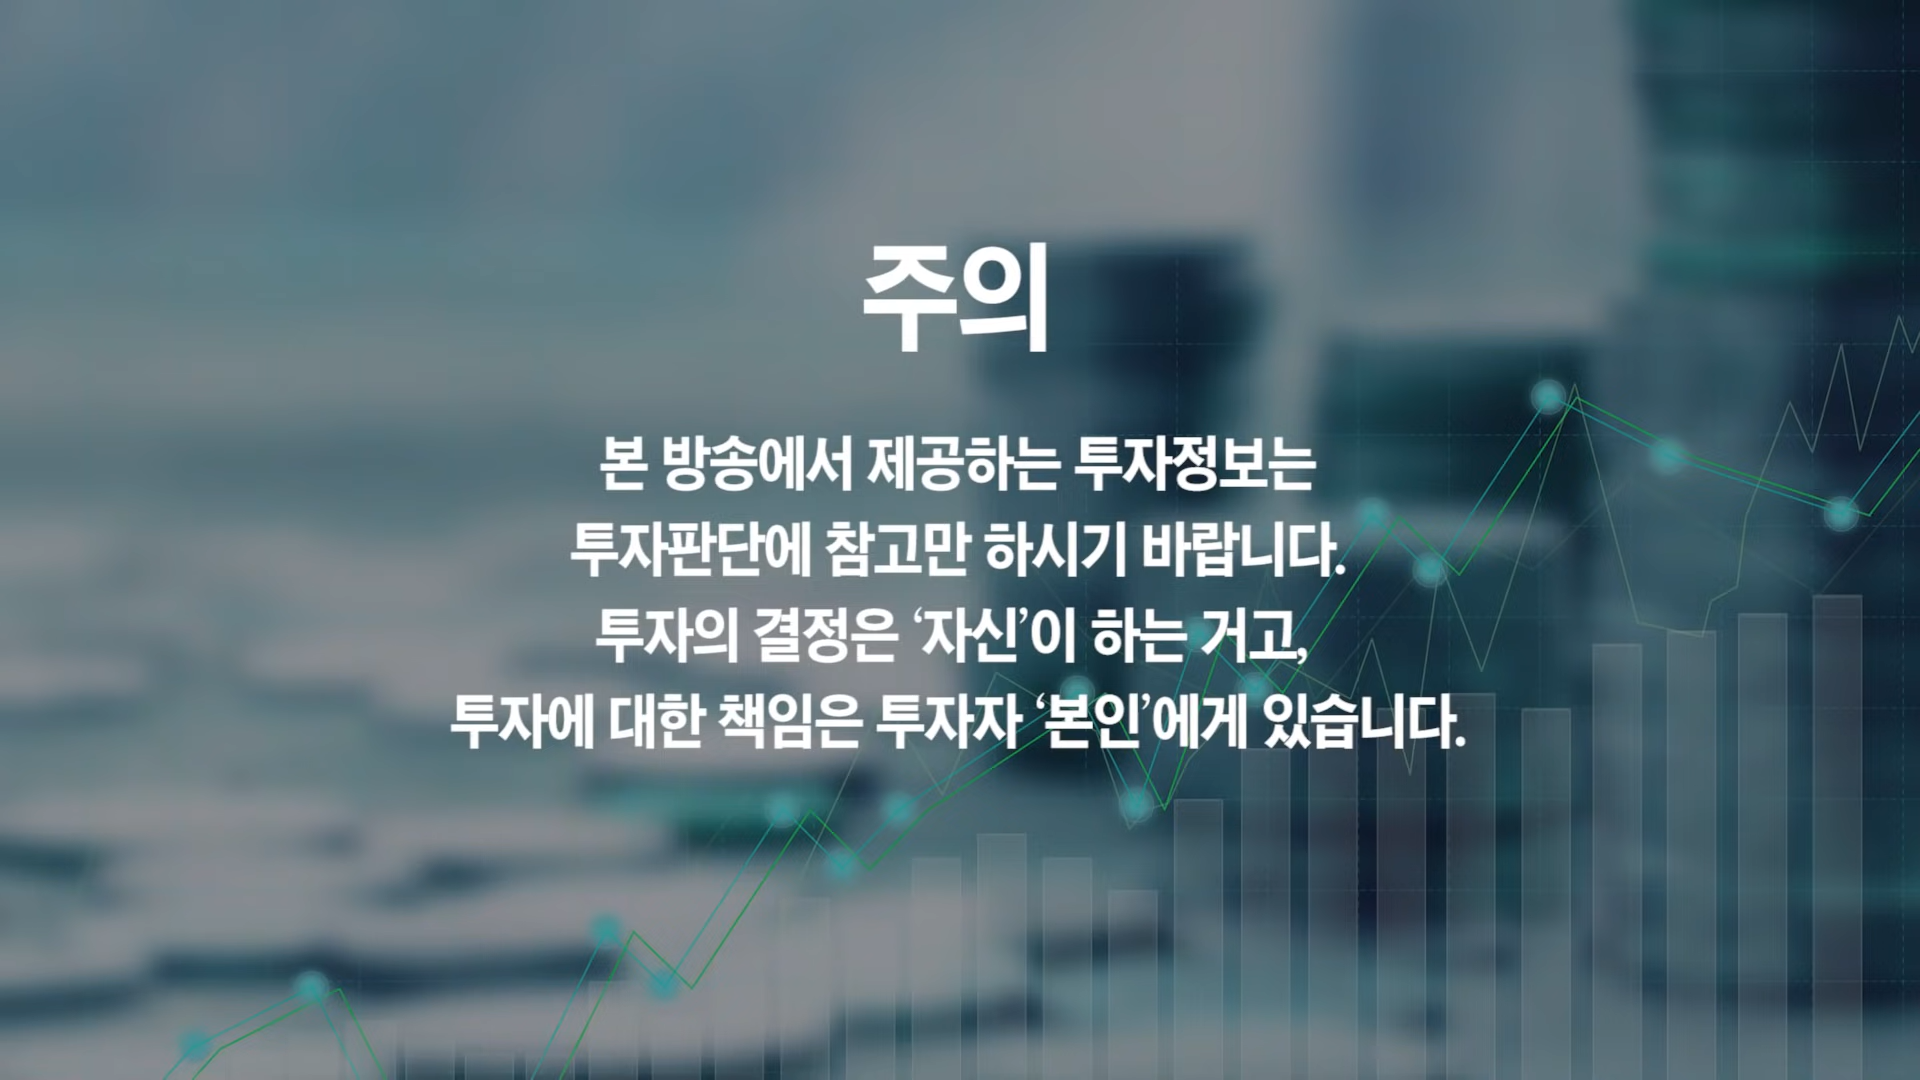 주의
본 방송에서 제공하는 투자정보는
투자판단에 참고만 하시기 바랍니다.
투자의 결정은 ‘자신’이 하는 거고,
투자에 대한 책임은 투자자 ‘본인’에게 있습니다.